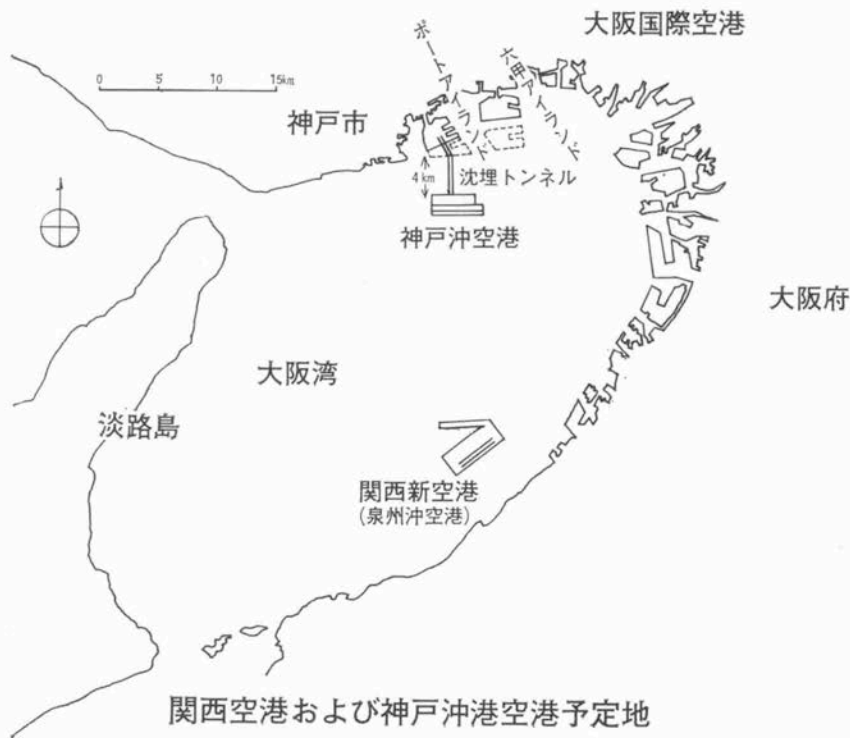 大阪国際空港
ポートアイランド
六甲アイランド
0 5 10 15km
神戸市
4km
沈埋トンネル
神戸沖空港
大阪府
大阪湾
淡路島
関西新空港
(泉州沖空港)
関西空港および神戸沖港空港予定地